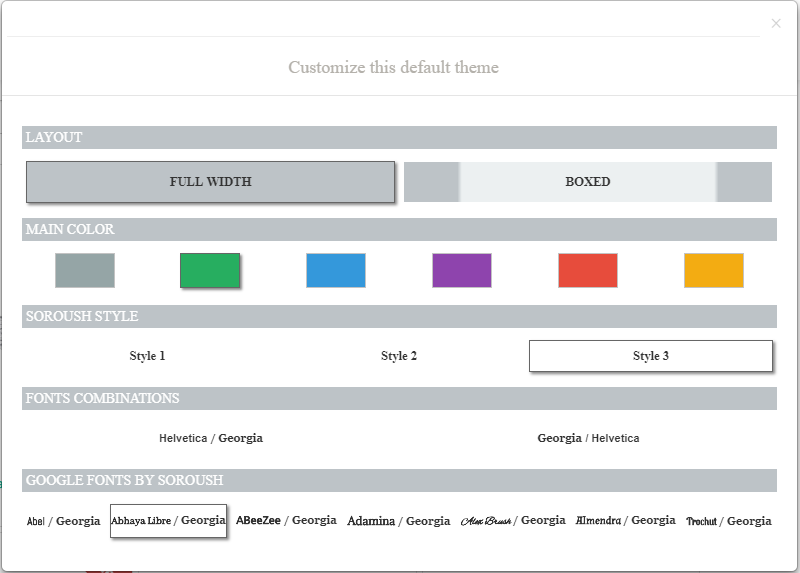 ×
Customize this default theme
LAYOUT
FULL WIDTH BOXED
MAIN COLOR
SOROUSH STYLE
Style 1 Style 2 Style 3
FONTS COMBINATIONS
Helvetica / Georgia Georgia / Helvetica
GOOGLE FONTS BY SOROUSH
Abel / Georgia Abhaya Libre / Georgia ABeeZee / Georgia Adamina / Georgia Alex Brush / Georgia Almendra / Georgia Trochut / Georgia